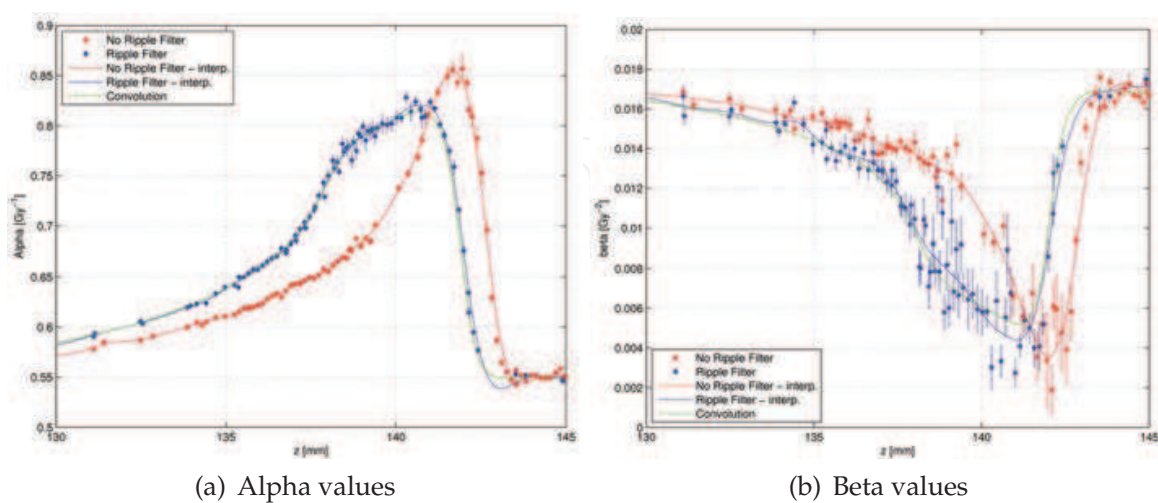 0.9
0.85
0.8
0.75
0.7
0.65
0.6
0.55
0.5
Alpha [Gy⁻¹]
No Ripple Filter
Ripple Filter
No Ripple Filter − interp.
Ripple Filter − interp.
Convolution
130 135 140 145
z [mm]
(a) Alpha values
0.02
0.018
0.016
0.014
0.012
0.01
0.008
0.006
0.004
0.002
0
beta [Gy⁻²]
No Ripple Filter
Ripple Filter
No Ripple Filter − interp.
Ripple Filter − interp.
Convolution
130 135 140 145
z [mm]
(b) Beta values